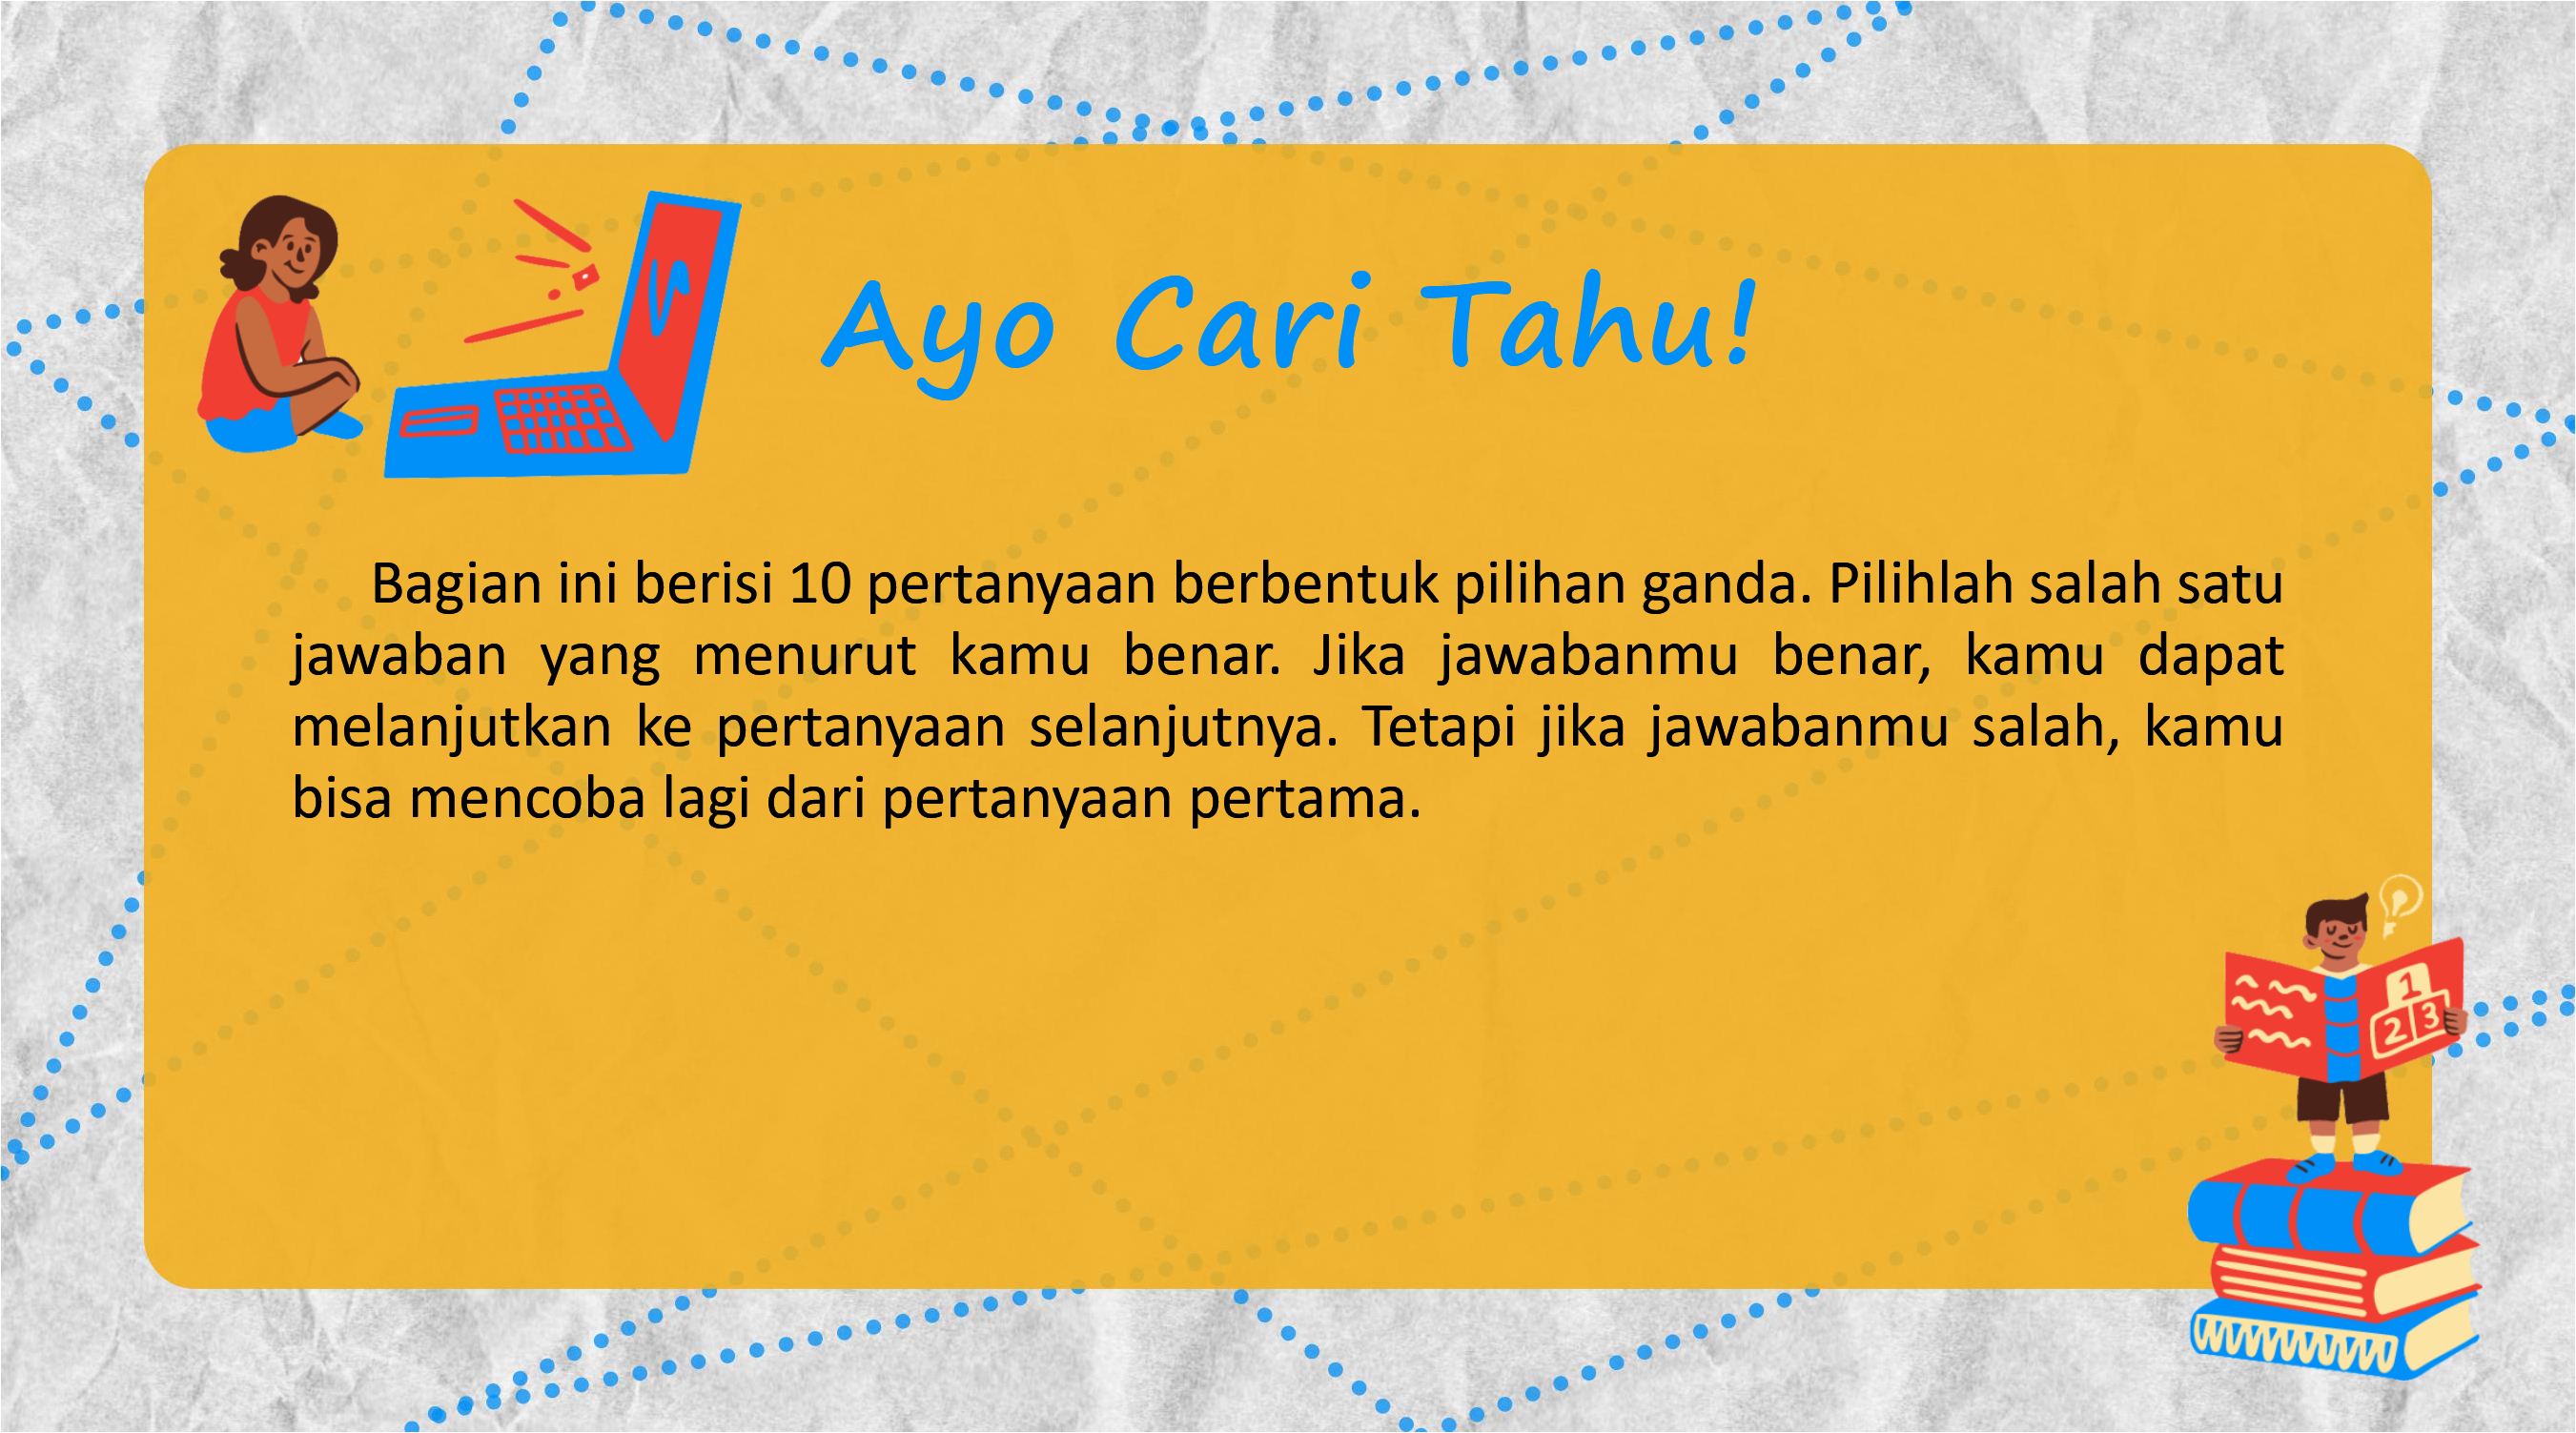 Ayo Cari Tahu!
Bagian ini berisi 10 pertanyaan berbentuk pilihan ganda. Pilihlah salah satu
jawaban yang menurut kamu benar. Jika jawabanmu benar, kamu dapat
melanjutkan ke pertanyaan selanjutnya. Tetapi jika jawabanmu salah, kamu
bisa mencoba lagi dari pertanyaan pertama.
1
2 3